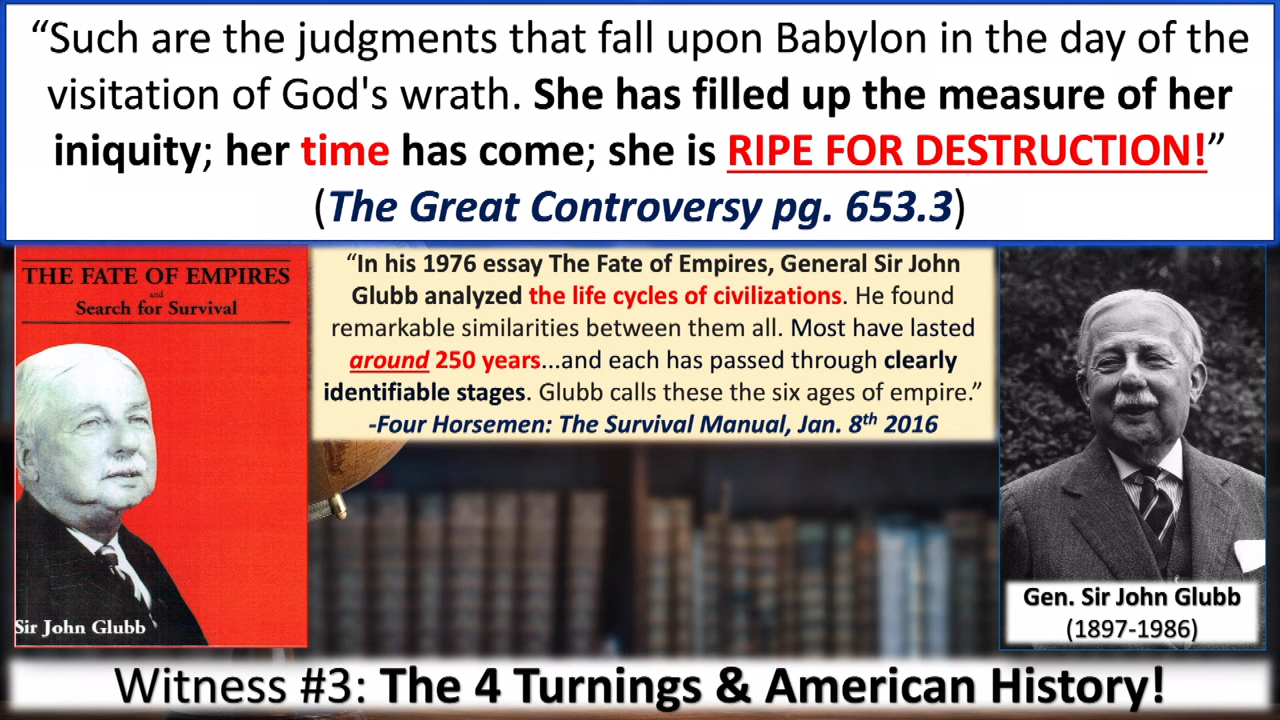 “Such are the judgments that fall upon Babylon in the day of the
visitation of God's wrath. She has filled up the measure of her
iniquity; her time has come; she is RIPE FOR DESTRUCTION!”
(The Great Controversy pg. 653.3)
THE FATE OF EMPIRES
and
Search for Survival
Sir John Glubb
“In his 1976 essay The Fate of Empires, General Sir John
Glubb analyzed the life cycles of civilizations. He found
remarkable similarities between them all. Most have lasted
around 250 years...and each has passed through clearly
identifiable stages. Glubb calls these the six ages of empire.”
-Four Horsemen: The Survival Manual, Jan. 8th 2016
Gen. Sir John Glubb
(1897-1986)
Witness #3: The 4 Turnings & American History!